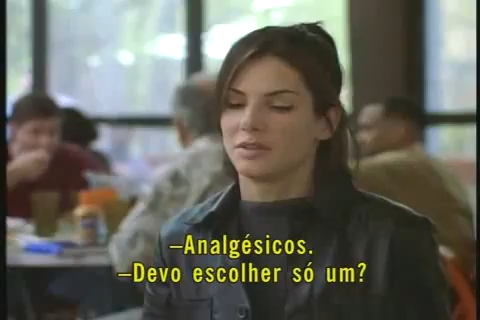 –Analgésicos.
–Devo escolher só um?